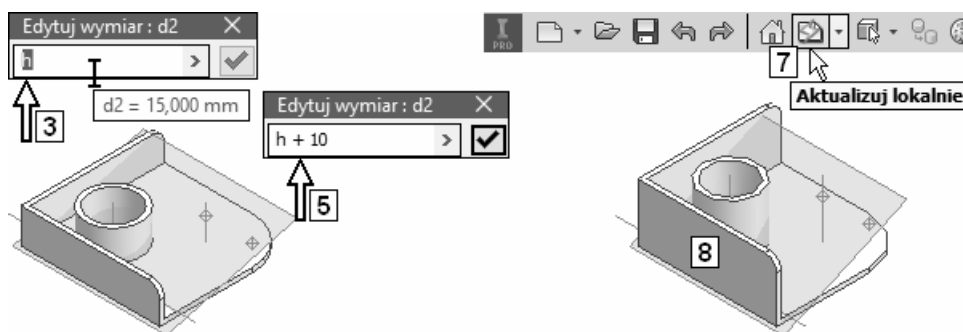 Edytuj wymiar : d2
h
d2 = 15,000 mm
3
Edytuj wymiar : d2
h + 10
5
I
PRO
7
Aktualizuj lokalnie
8